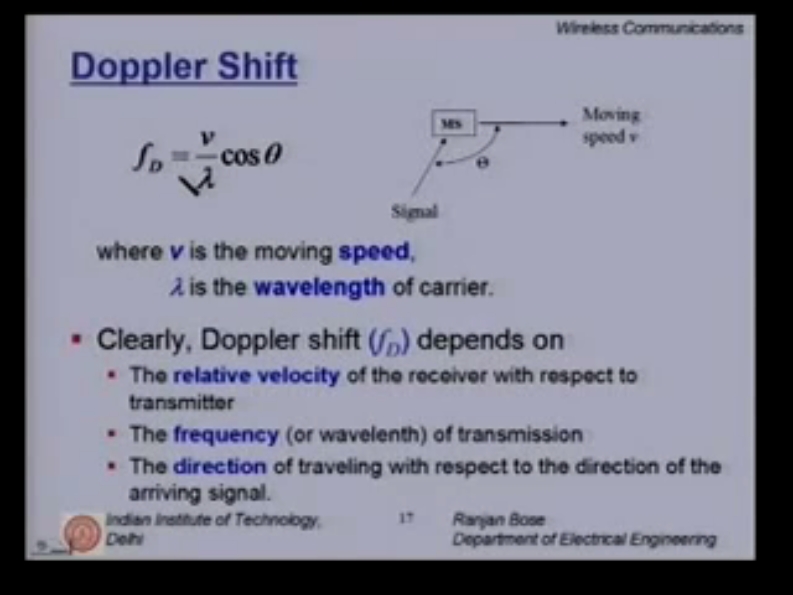 Wireless Communications
Doppler Shift
f_D = v/λ cos θ
MS
Moving
speed v
Θ
Signal
where v is the moving speed,
λ is the wavelength of carrier.
▪ Clearly, Doppler shift (f_D) depends on
▪ The relative velocity of the receiver with respect to
transmitter
▪ The frequency (or wavelenth) of transmission
▪ The direction of traveling with respect to the direction of the
arriving signal.
Indian Institute of Technology,
Delhi
17
Ranjan Bose
Department of Electrical Engineering